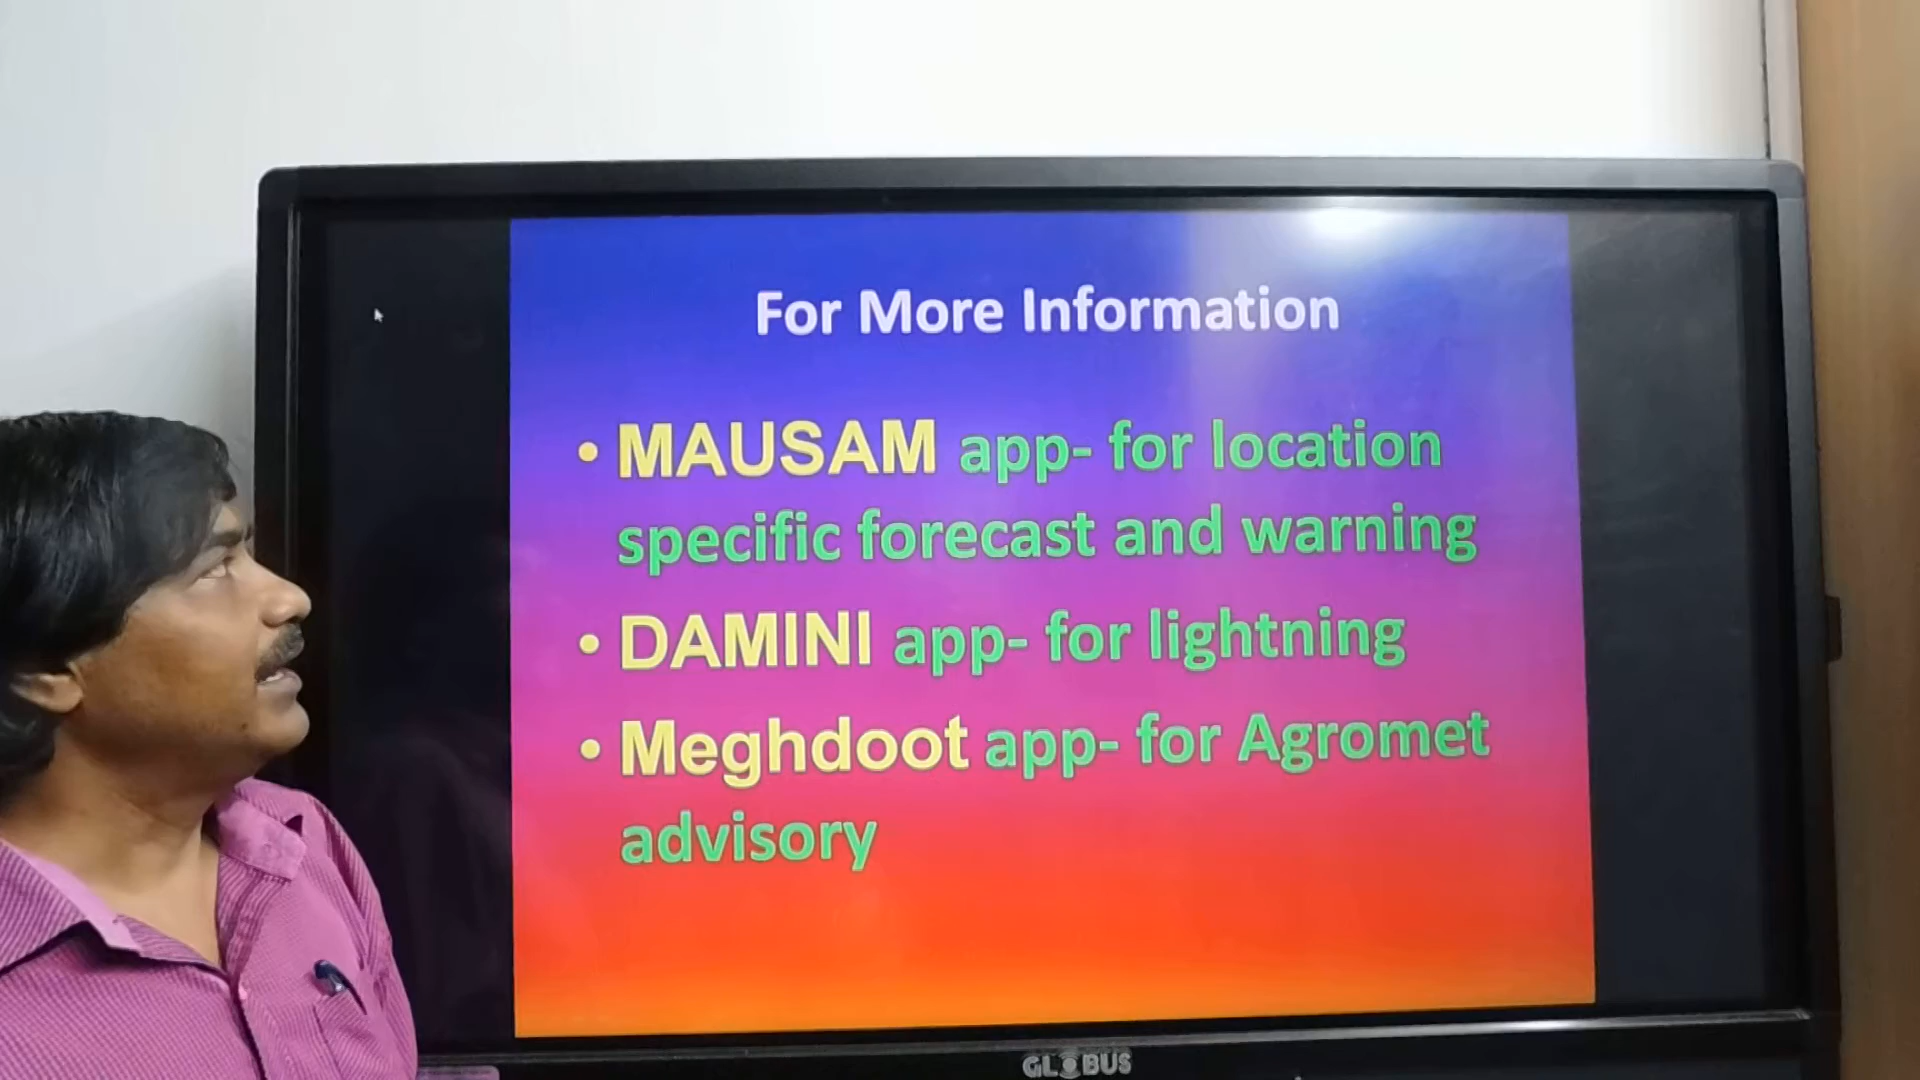 For More Information
• MAUSAM app- for location
specific forecast and warning
• DAMINI app- for lightning
• Meghdoot app- for Agromet
advisory
GLOBUS